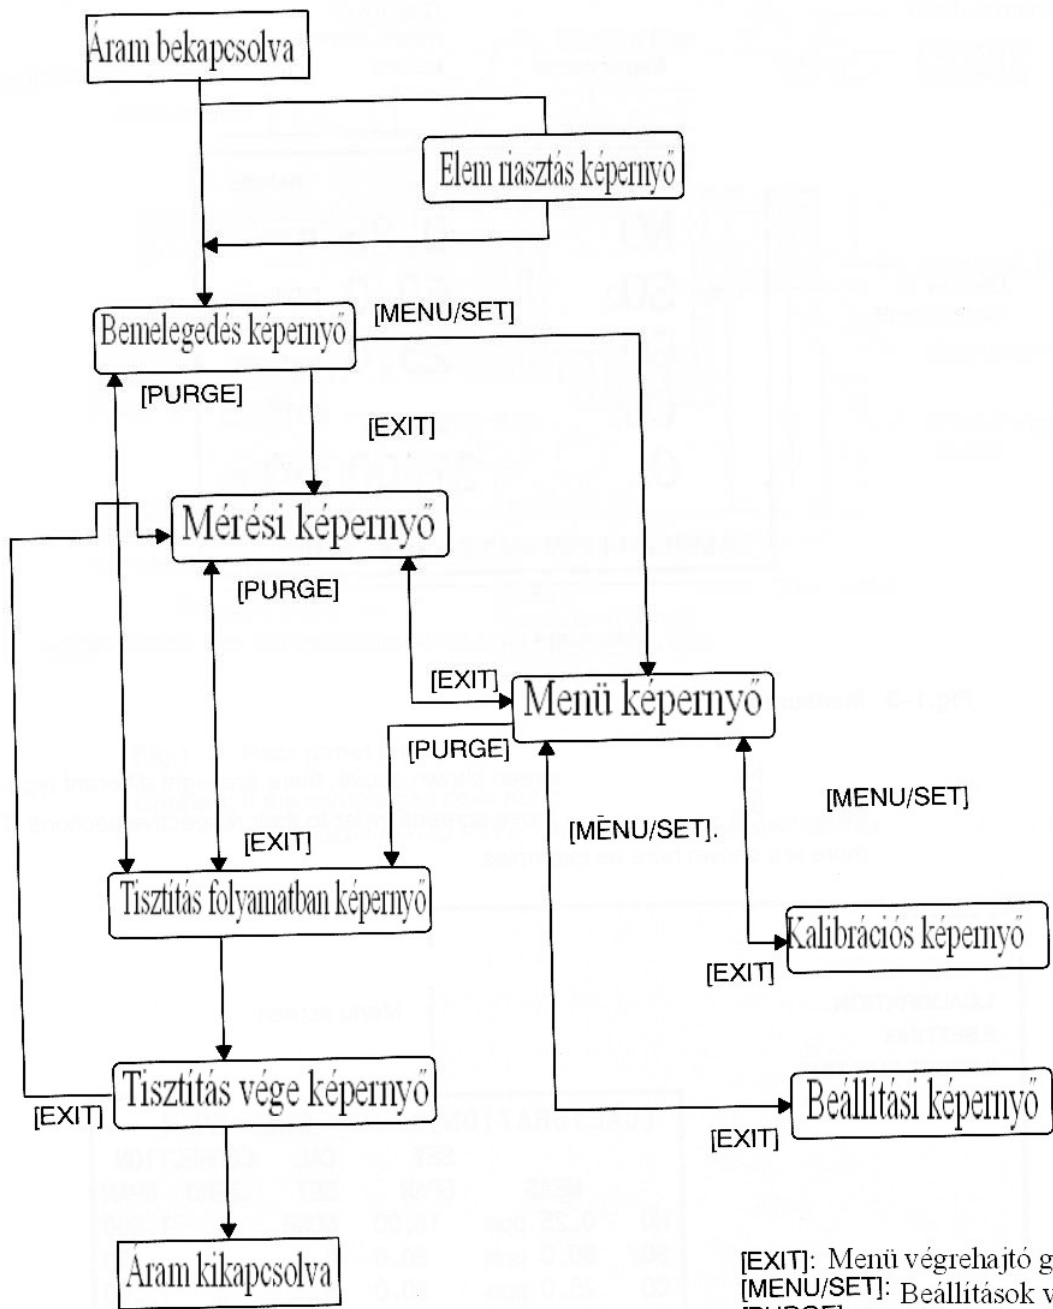 Áram bekapcsolva
Elem riasztás képernyő
Bemelegedés képernyő
[MENU/SET]
[PURGE]
[EXIT]
Mérési képernyő
[PURGE]
[EXIT]
Menü képernyő
[PURGE]
[MENU/SET]
[MENU/SET].
[EXIT]
Tisztítás folyamatban képernyő
Kalibrációs képernyő
[EXIT]
Tisztítás vége képernyő
Beállítási képernyő
[EXIT]
[EXIT]
Áram kikapcsolva
[EXIT]: Menü végrehajtó
[MENU/SET]: Beállítások